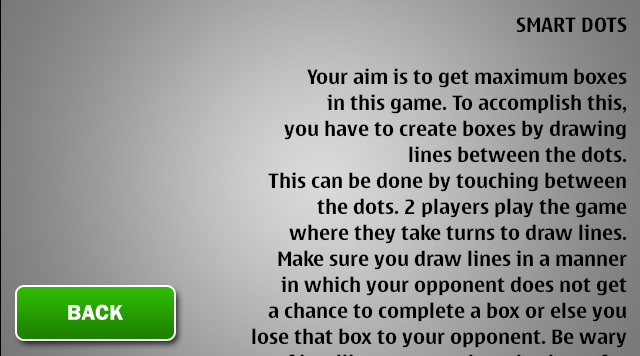 SMART DOTS
Your aim is to get maximum boxes
in this game. To accomplish this,
you have to create boxes by drawing
lines between the dots.
This can be done by touching between
the dots. 2 players play the game
where they take turns to draw lines.
Make sure you draw lines in a manner
in which your opponent does not get
a chance to complete a box or else you
lose that box to your opponent. Be wary
BACK